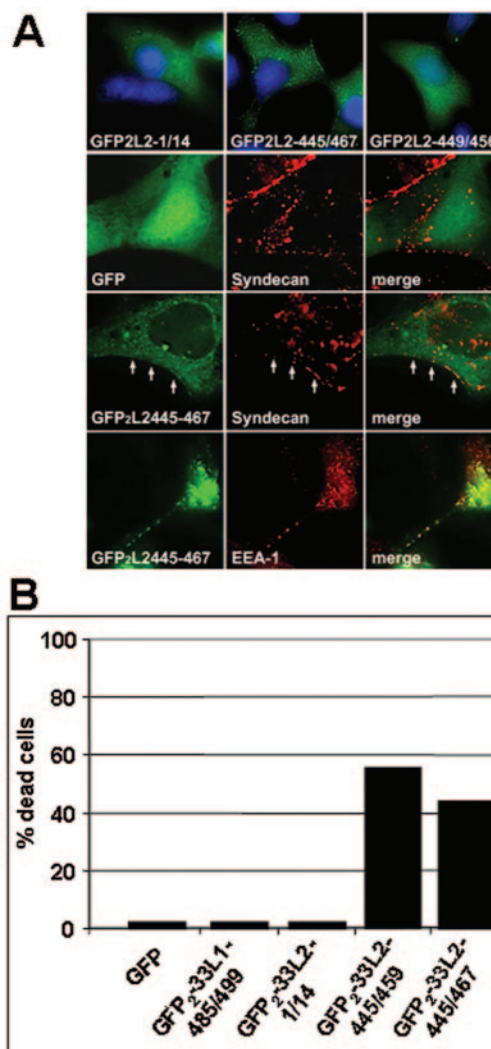 A
GFP2L2-1/14 GFP2L2-445/467 GFP2L2-449/456
GFP Syndecan merge
GFP₂L2445-467 Syndecan merge
GFP₂L2445-467 EEA-1 merge
B
% dead cells
100
80
60
40
20
0
GFP
GFP₂-33L1-
485/499
GFP₂-33L2-
1/14
GFP₂-33L2-
445/459
GFP₂-33L2-
445/467